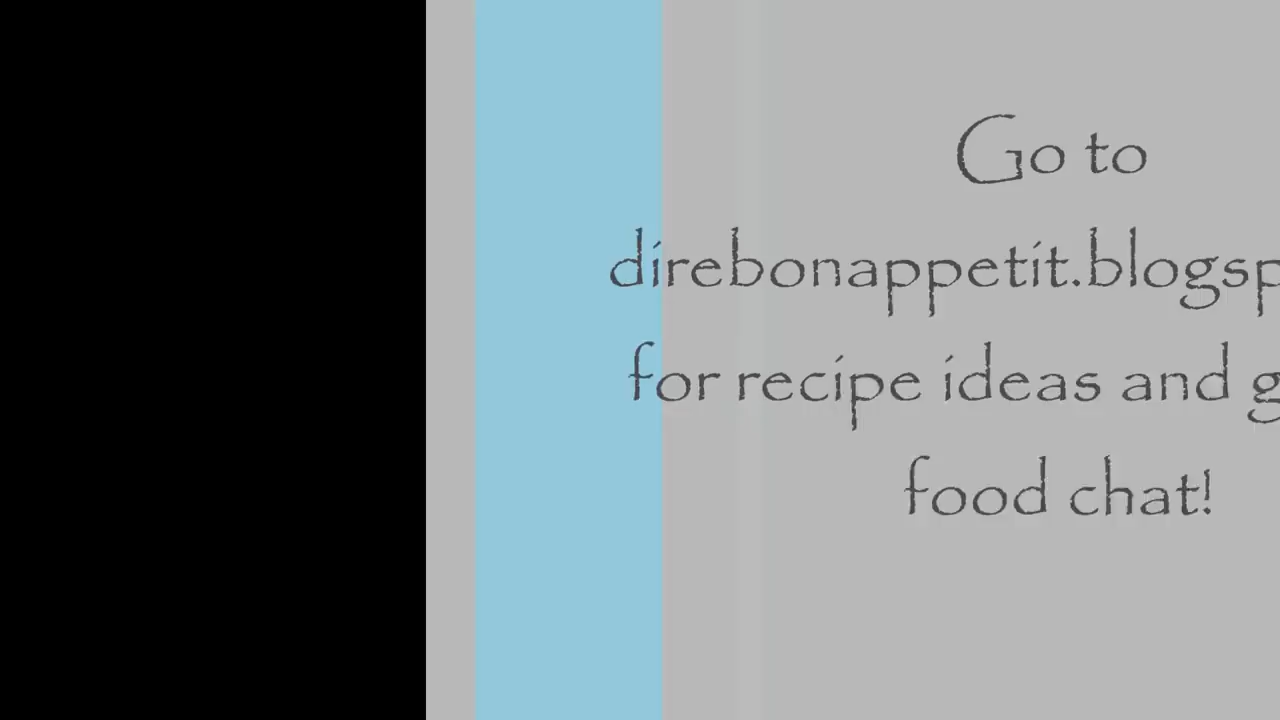 Go to
direbonappetit.blogsp
for recipe ideas and g
food chat!